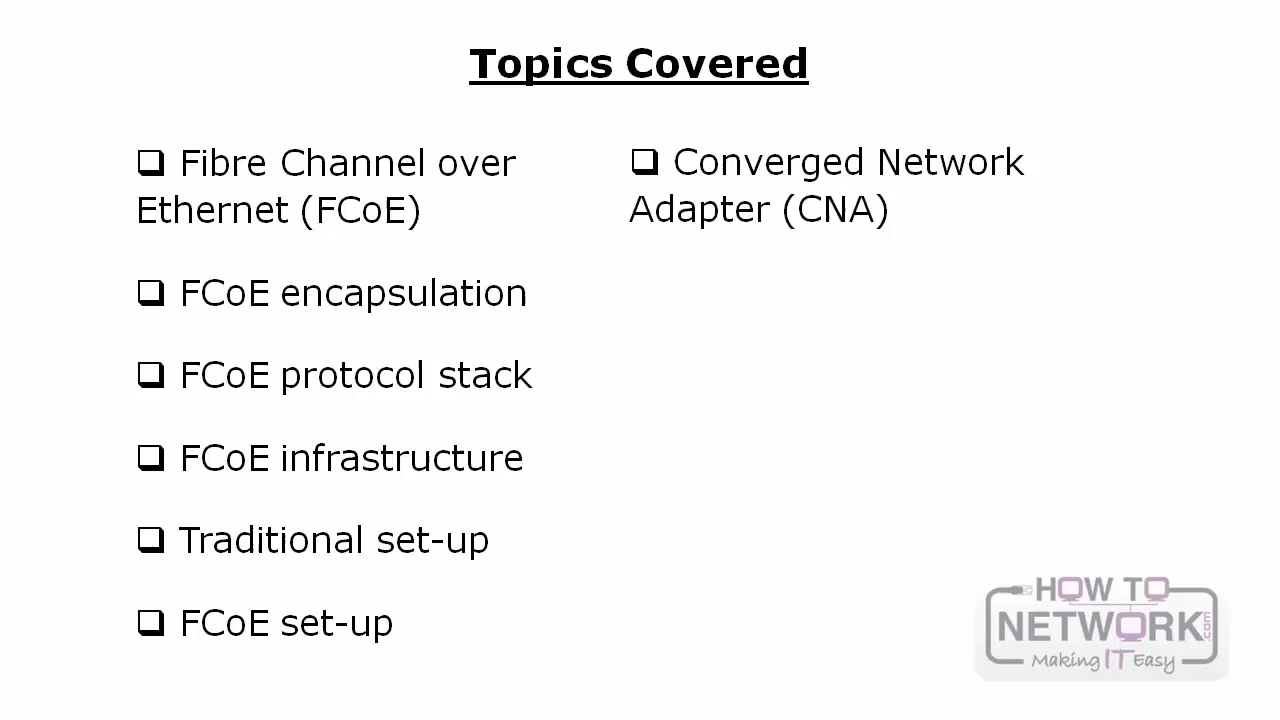 Topics Covered
❑ Fibre Channel over
Ethernet (FCoE)
❑ FCoE encapsulation
❑ FCoE protocol stack
❑ FCoE infrastructure
❑ Traditional set-up
❑ FCoE set-up
❑ Converged Network
Adapter (CNA)
HOW TO
NETWORK.com
Making IT Easy